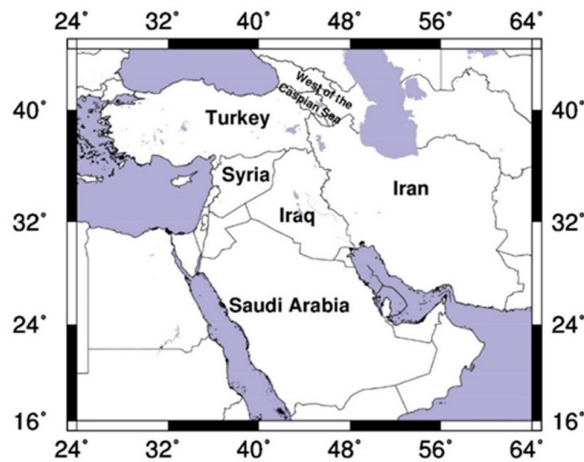 24° 32° 40° 48° 56° 64°
West of the
Caspian Sea
40° 40°
Turkey
Syria
Iran
Iraq
32° 32°
Saudi Arabia
24° 24°
16° 16°
24° 32° 40° 48° 56° 64°